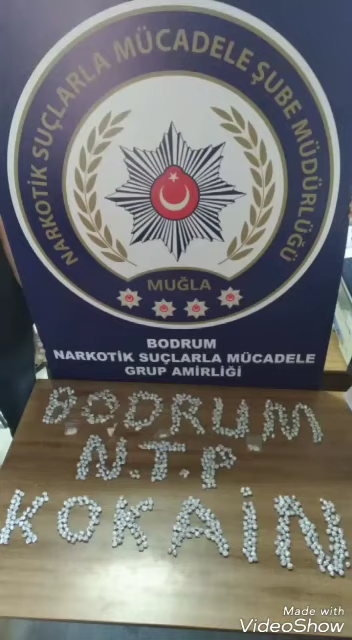 NARKOTİK SUÇLARLA MÜCADELE ŞUBE MÜDÜRLÜĞÜ
MUĞLA
BODRUM
NARKOTİK SUÇLARLA MÜCADELE
GRUP AMİRLİĞİ
BODRUM
N.T.P
KOKAİN
Made with
VideoShow